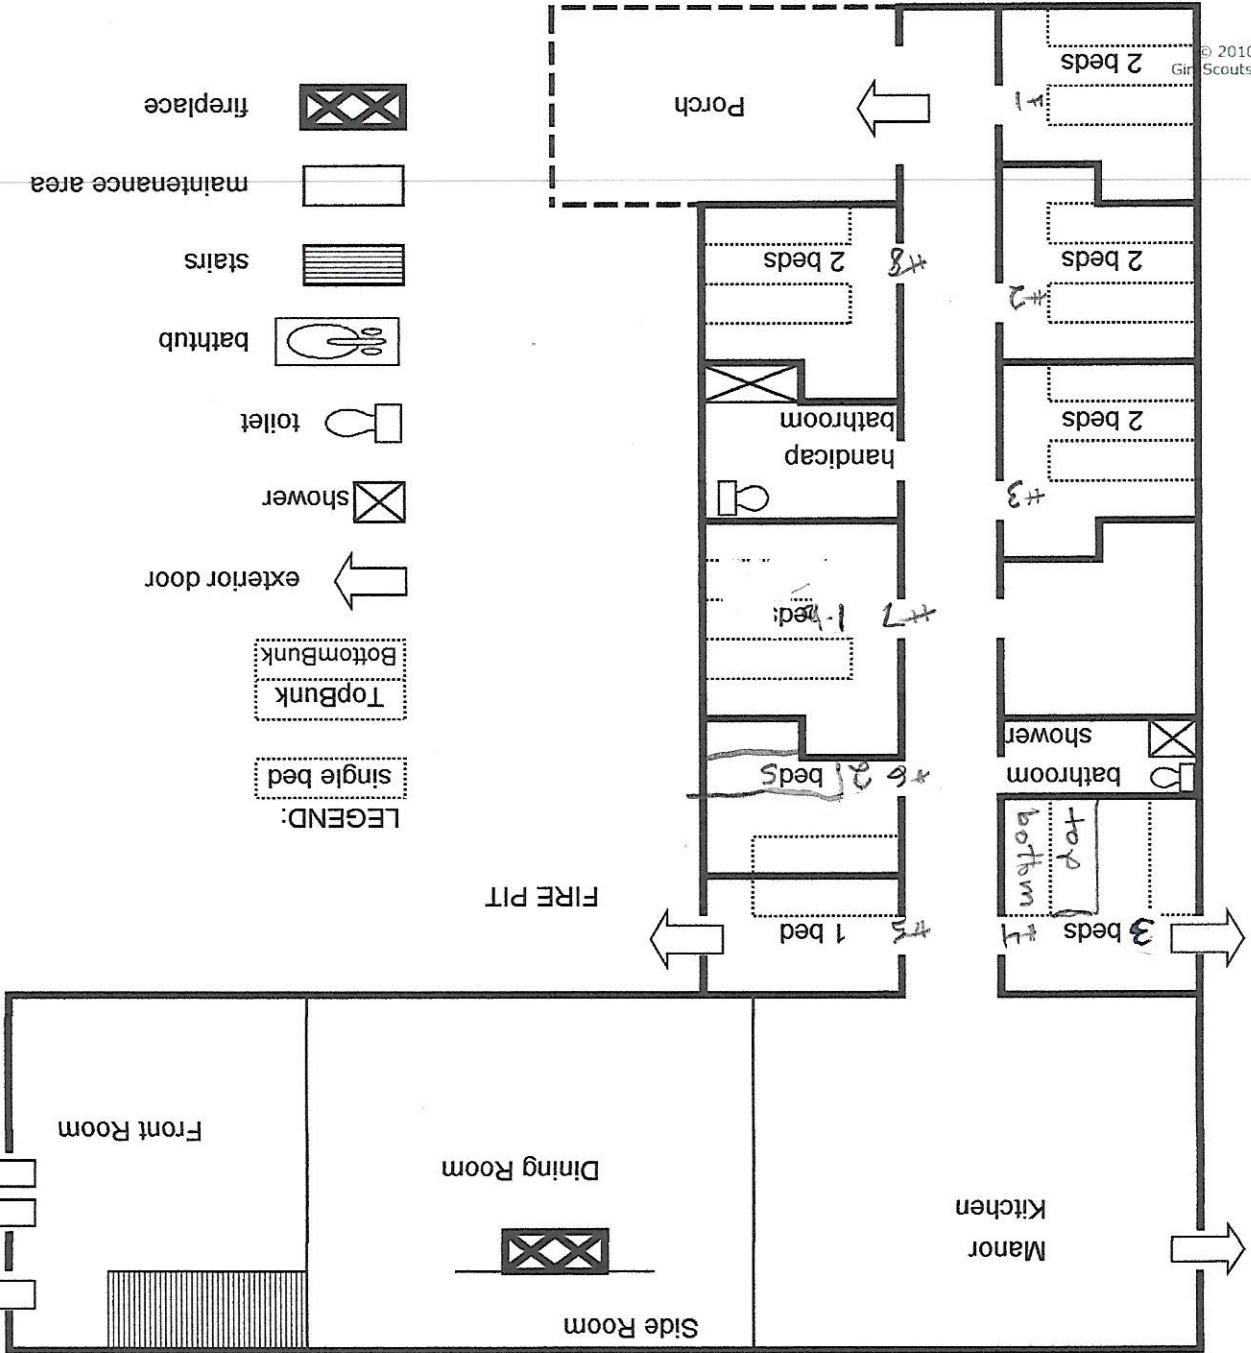 © 2010
Girl Scouts
Side Room
Manor
Kitchen
Dining Room
Front Room
3 beds
#4
top
bottom
#5
1 bed
FIRE PIT
bathroom
shower
#6
2 beds
#7
1 bed
#3
2 beds
handicap
bathroom
#2
2 beds
#8
2 beds
#1
2 beds
Porch
LEGEND:
single bed
TopBunk
BottomBunk
exterior door
shower
toilet
bathtub
stairs
maintenance area
fireplace